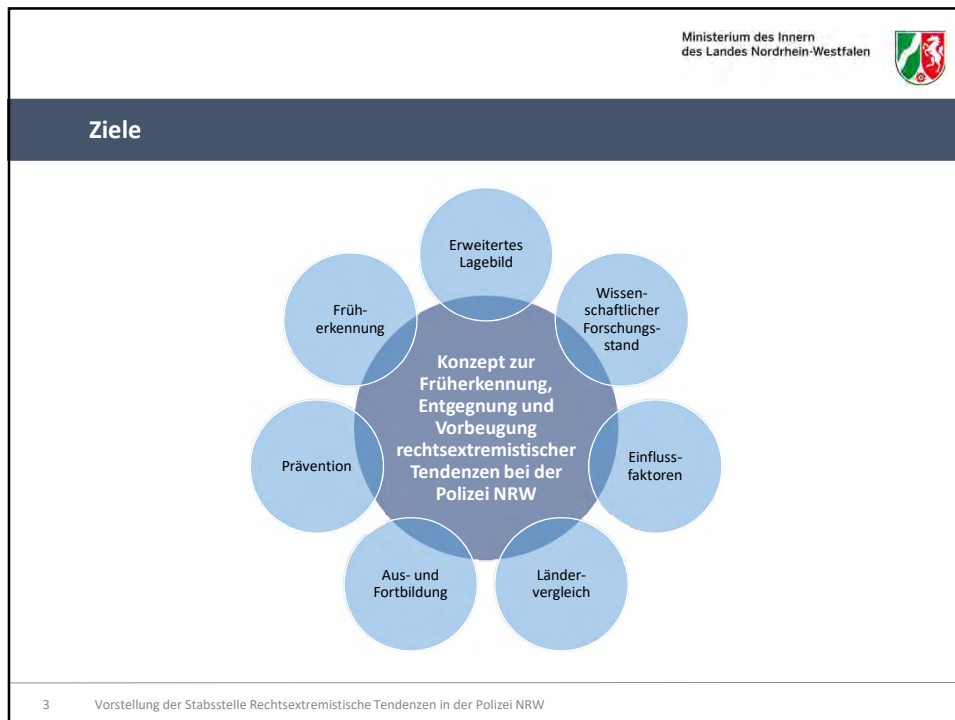 Ministerium des Innern
des Landes Nordrhein-Westfalen
Ziele
Erweitertes
Lagebild
Wissen-
schaftlicher
Forschungs-
stand
Einfluss-
faktoren
Länder-
vergleich
Aus- und
Fortbildung
Prävention
Früh-
erkennung
Konzept zur
Früherkennung,
Entgegnung und
Vorbeugung
rechtsextremistischer
Tendenzen bei der
Polizei NRW
3 Vorstellung der Stabsstelle Rechtsextremistische Tendenzen in der Polizei NRW